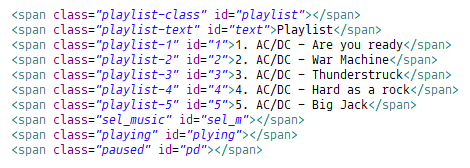 <span class="playlist-class" id="playlist"></span>
<span class="playlist-text" id="text">Playlist</span>
<span class="playlist-1" id="1">1. AC/DC - Are you ready</span>
<span class="playlist-2" id="2">2. AC/DC - War Machine</span>
<span class="playlist-3" id="3">3. AC/DC - Thunderstruck</span>
<span class="playlist-4" id="4">4. AC/DC - Hard as a rock</span>
<span class="playlist-5" id="5">5. AC/DC - Big Jack</span>
<span class="sel_music" id="sel_m"></span>
<span class="playing" id="plying"></span>
<span class="paused" id="pd"></span>